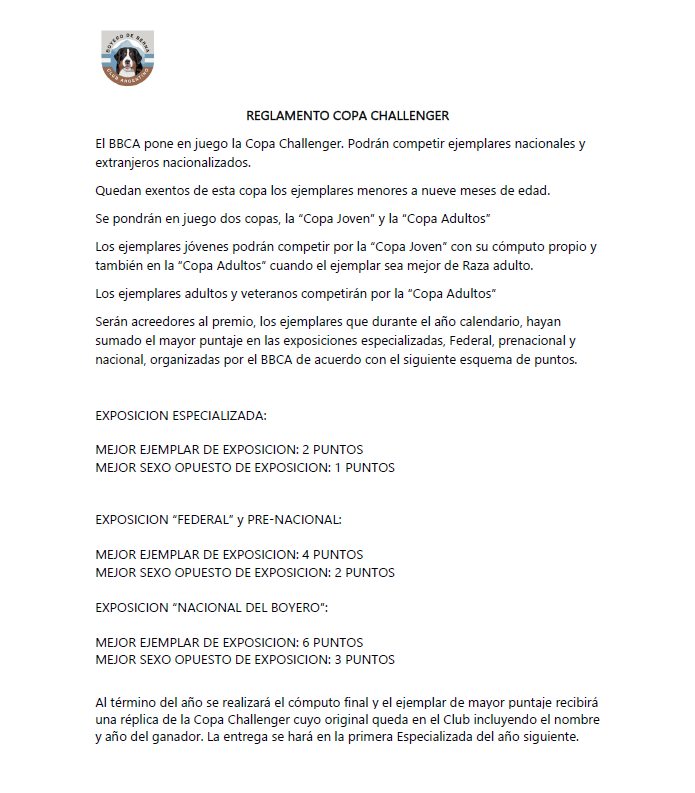 BOYERO DE BERNA
CLUB ARGENTINO
REGLAMENTO COPA CHALLENGER
El BBCA pone en juego la Copa Challenger. Podrán competir ejemplares nacionales y
extranjeros nacionalizados.
Quedan exentos de esta copa los ejemplares menores a nueve meses de edad.
Se pondrán en juego dos copas, la “Copa Joven” y la “Copa Adultos”
Los ejemplares jóvenes podrán competir por la “Copa Joven” con su cómputo propio y
también en la “Copa Adultos” cuando el ejemplar sea mejor de Raza adulto.
Los ejemplares adultos y veteranos competirán por la “Copa Adultos”
Serán acreedores al premio, los ejemplares que durante el año calendario, hayan
sumado el mayor puntaje en las exposiciones especializadas, Federal, prenacional y
nacional, organizadas por el BBCA de acuerdo con el siguiente esquema de puntos.
EXPOSICION ESPECIALIZADA:
MEJOR EJEMPLAR DE EXPOSICION: 2 PUNTOS
MEJOR SEXO OPUESTO DE EXPOSICION: 1 PUNTOS
EXPOSICION “FEDERAL” y PRE-NACIONAL:
MEJOR EJEMPLAR DE EXPOSICION: 4 PUNTOS
MEJOR SEXO OPUESTO DE EXPOSICION: 2 PUNTOS
EXPOSICION “NACIONAL DEL BOYERO”:
MEJOR EJEMPLAR DE EXPOSICION: 6 PUNTOS
MEJOR SEXO OPUESTO DE EXPOSICION: 3 PUNTOS
Al término del año se realizará el cómputo final y el ejemplar de mayor puntaje recibirá
una réplica de la Copa Challenger cuyo original queda en el Club incluyendo el nombre
y año del ganador. La entrega se hará en la primera Especializada del año siguiente.